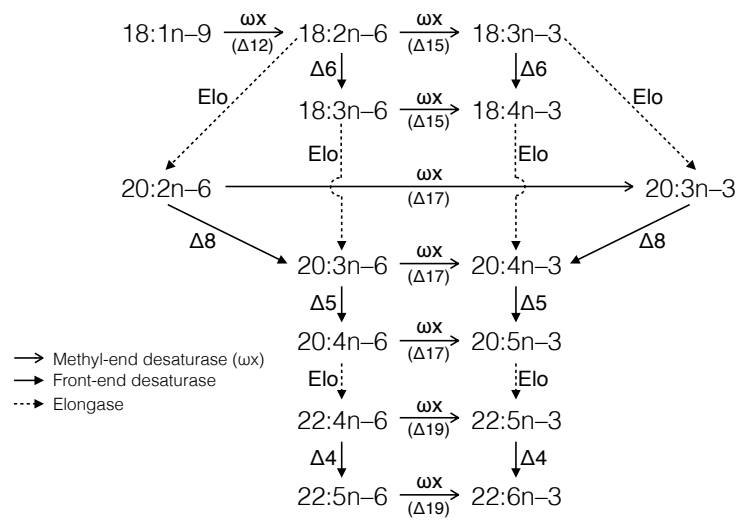 18:1n–9 ωx (Δ12) 18:2n–6 ωx (Δ15) 18:3n–3
Δ6 Δ6
Elo Elo
18:3n–6 ωx (Δ15) 18:4n–3
Elo Elo
20:2n–6 ωx (Δ17) 20:3n–3
Δ8 Δ8
20:3n–6 ωx (Δ17) 20:4n–3
Δ5 Δ5
20:4n–6 ωx (Δ17) 20:5n–3
Methyl-end desaturase (ωx)
Front-end desaturase
Elongase
Elo Elo
22:4n–6 ωx (Δ19) 22:5n–3
Δ4 Δ4
22:5n–6 ωx (Δ19) 22:6n–3